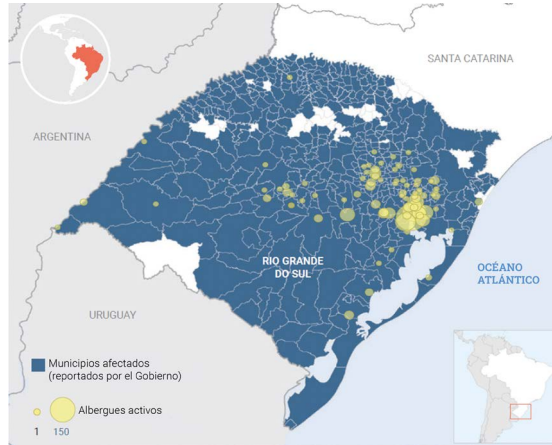 SANTA CATARINA
ARGENTINA
RIO GRANDE
DO SUL
OCÉANO
ATLÁNTICO
URUGUAY
Municipios afectados
(reportados por el Gobierno)
Albergues activos
1 150